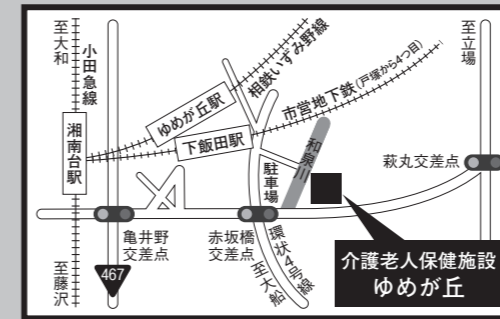 至大和
小田急線
湘南台駅
至藤沢
ゆめが丘駅
相鉄いずみ野線
下飯田駅
市営地下鉄(戸塚から4つ目)
至立場
和泉川
駐車場
萩丸交差点
亀井野
交差点
赤坂橋
交差点
環状4号線
至大船
467
介護老人保健施設
ゆめが丘